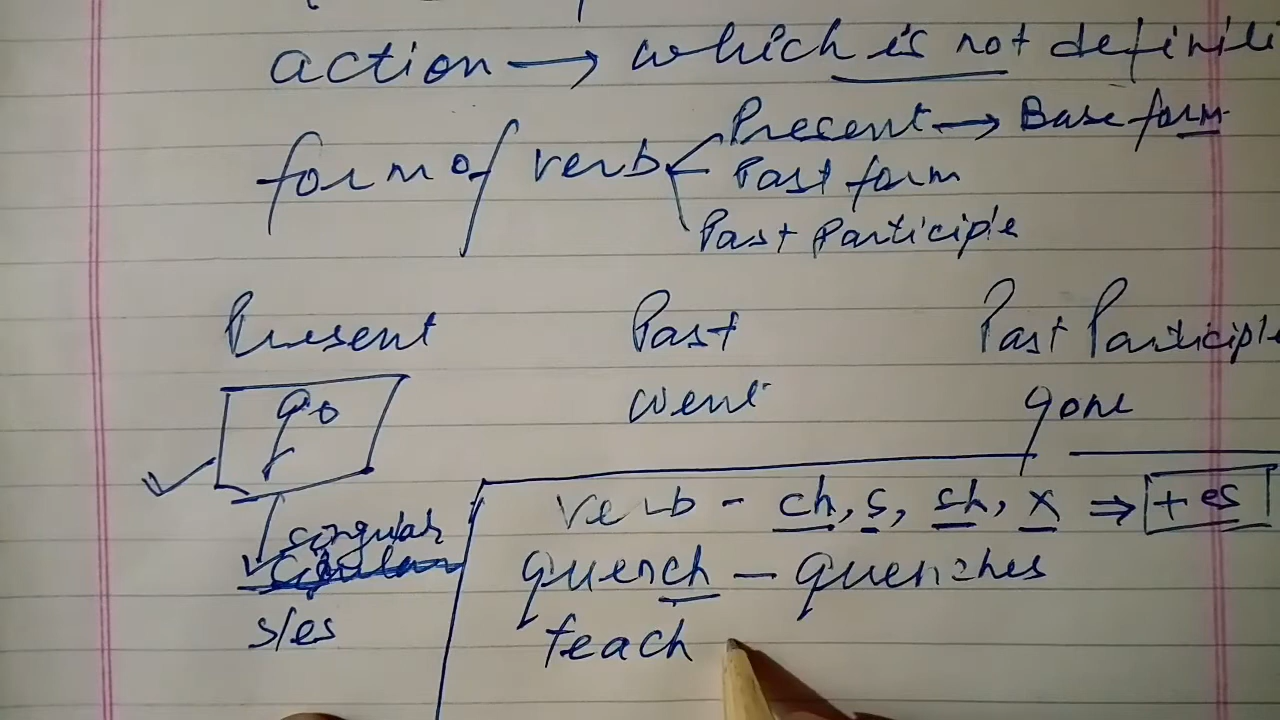 action → which is not definit
form of verb Present → Base form
Past form
Past Participle
Present Past Past Participle
go went gone
singular
s/es
verb - ch, s, sh, x ⇒ + es
quench - quenches
teach